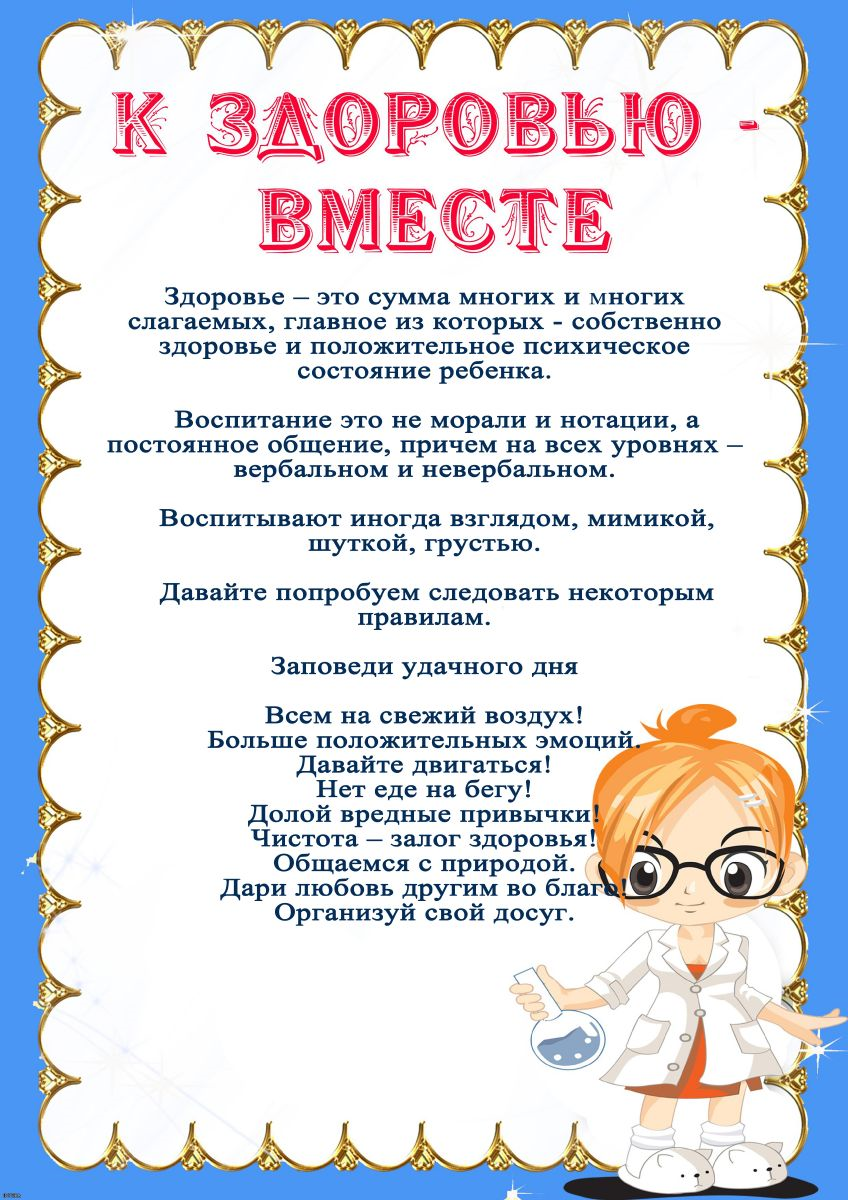 К ЗДОРОВЬЮ -
ВМЕСТЕ
Здоровье – это сумма многих и многих
слагаемых, главное из которых - собственно
здоровье и положительное психическое
состояние ребенка.
Воспитание это не морали и нотации, а
постоянное общение, причем на всех уровнях –
вербальном и невербальном.
Воспитывают иногда взглядом, мимикой,
шуткой, грустью.
Давайте попробуем следовать некоторым
правилам.
Заповеди удачного дня
Всем на свежий воздух!
Больше положительных эмоций.
Давайте двигаться!
Нет еде на бегу!
Долой вредные привычки!
Чистота – залог здоровья!
Общаемся с природой.
Дари любовь другим во благо!
Организуй свой досуг.